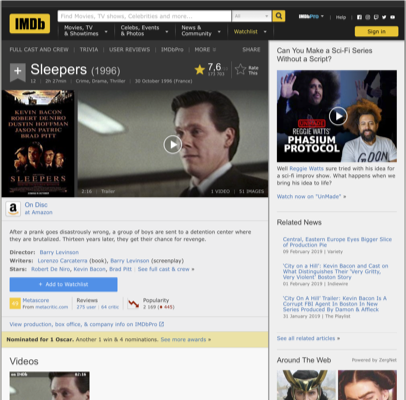 IMDb
Find Movies, TV shows, Celebrities and more...
All
IMDbPro
Help
Movies, TV & Showtimes
Celebs, Events & Photos
News & Community
Watchlist
Sign in
FULL CAST AND CREW | TRIVIA | USER REVIEWS | IMDbPro | MORE
SHARE
Sleepers (1996)
12 | 2h 27min | Crime, Drama, Thriller | 30 October 1996 (France)
7,6
Rate This
KEVIN BACON
ROBERT DE NIRO
DUSTIN HOFFMAN
JASON PATRIC
BRAD PITT
SLEEPERS
2:16 | Trailer
1 VIDEO | 51 IMAGES
On Disc
at Amazon
After a prank goes disastrously wrong, a group of boys are sent to a detention center where
they are brutalized. Thirteen years later, they get their chance for revenge.
Director: Barry Levinson
Writers: Lorenzo Carcaterra (book), Barry Levinson (screenplay)
Stars: Robert De Niro, Kevin Bacon, Brad Pitt | See full cast & crew »
+ Add to Watchlist
Metascore
From metacritic.com
Reviews
275 user | 64 critic
Popularity
View production, box office, & company info on IMDbPro
Nominated for 1 Oscar. Another 1 win & 4 nominations. See more awards »
Videos
Can You Make a Sci-Fi Series
Without a Script?
REGGIE WATTS'
PHASIUM
PROTOCOL
Well Reggie Watts sure tried with his idea for
a sci-fi improv show. What happens when we
bring his idea to life?
Watch now on "UnMade" »
Related News
Central, Eastern Europe Eyes Bigger Slice
of Production Pie
09 February 2019 | Variety
'City on a Hill': Kevin Bacon and Cast on
What Distinguishes Their 'Very Gritty,
Very Violent' Boston Story
01 February 2019 | Indiewire
'City On A Hill' Trailer: Kevin Bacon Is A
Corrupt FBI Agent In Boston In New
Series Produced By Damon & Affleck
31 January 2019 | The Playlist
See all related articles »
Around The Web
Powered by ZergNet